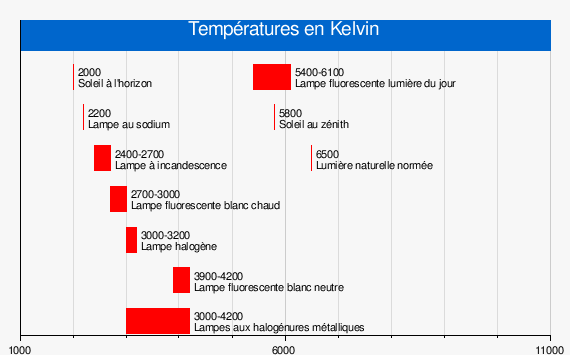 Températures en Kelvin
2000
Soleil à l'horizon
2200
Lampe au sodium
2400-2700
Lampe à incandescence
2700-3000
Lampe fluorescente blanc chaud
3000-3200
Lampe halogène
3900-4200
Lampe fluorescente blanc neutre
3000-4200
Lampes aux halogénures métalliques
5400-6100
Lampe fluorescente lumière du jour
5800
Soleil au zénith
6500
Lumière naturelle normée
1000
6000
11000